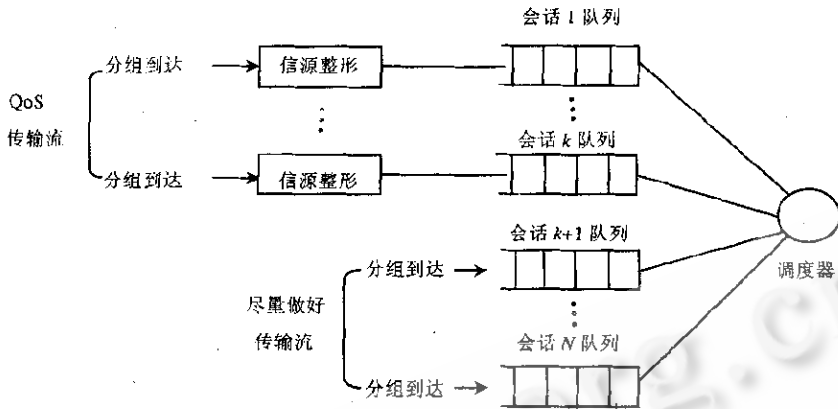 会话 1 队列
分组到达
信源整形
QoS
传输流
会话 k 队列
分组到达
信源整形
会话 k+1 队列
分组到达
调度器
尽量做好
传输流
会话 N 队列
分组到达